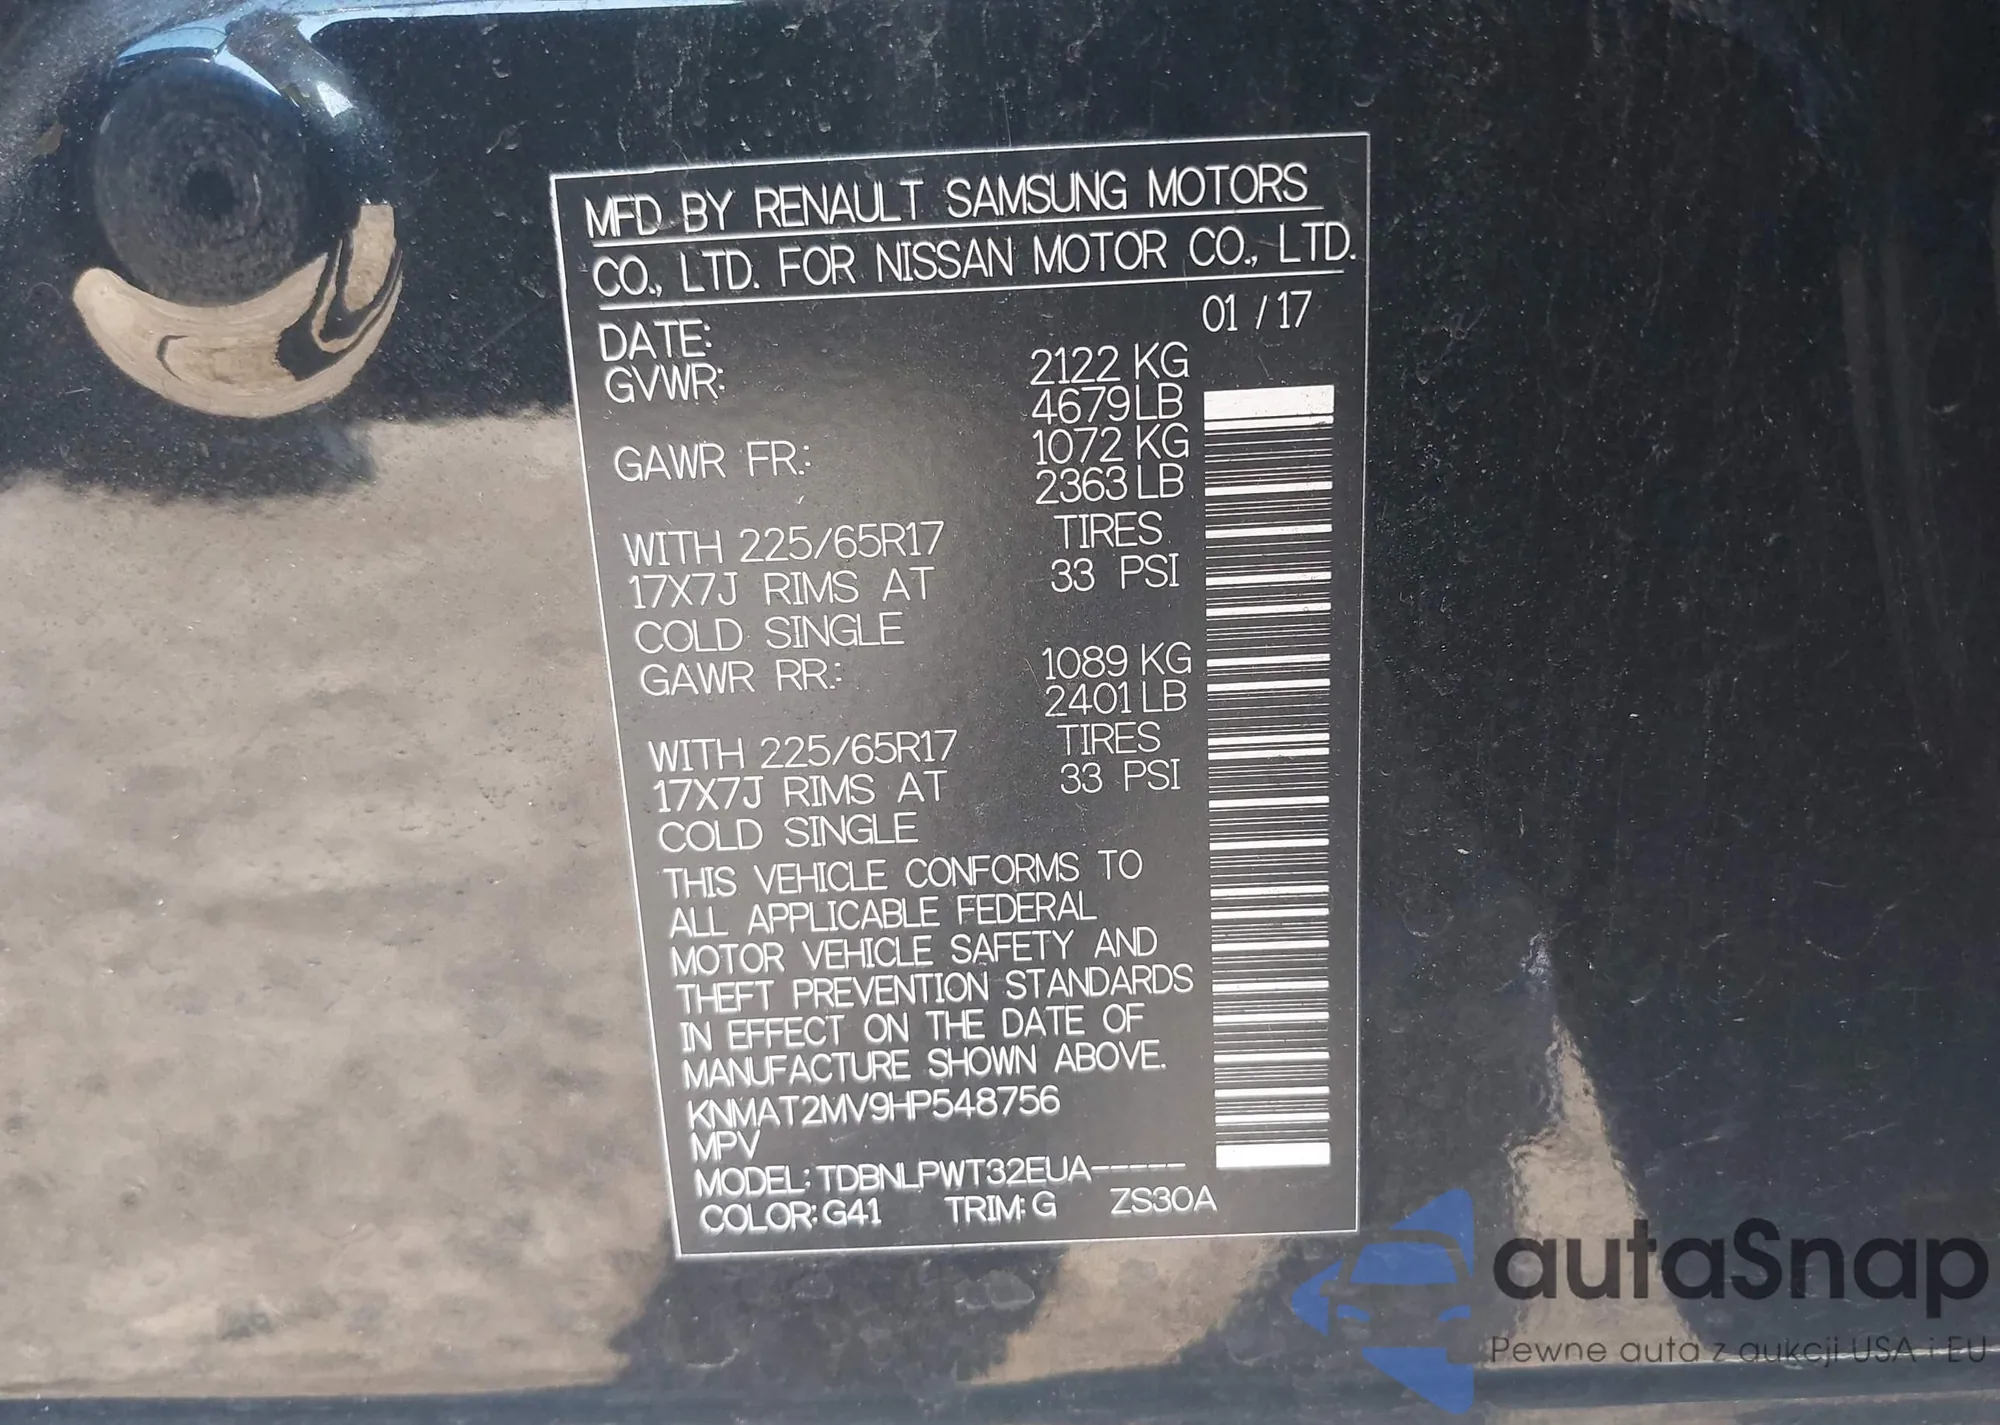 MFD BY RENAULT SAMSUNG MOTORS
CO., LTD. FOR NISSAN MOTOR CO., LTD.
DATE: 01 / 17
GVWR: 2122 KG
4679 LB
GAWR FR.: 1072 KG
2363 LB
WITH 225/65R17 TIRES
17X7J RIMS AT 33 PSI
COLD SINGLE
GAWR RR.: 1089 KG
2401 LB
WITH 225/65R17 TIRES
17X7J RIMS AT 33 PSI
COLD SINGLE
THIS VEHICLE CONFORMS TO
ALL APPLICABLE FEDERAL
MOTOR VEHICLE SAFETY AND
THEFT PREVENTION STANDARDS
IN EFFECT ON THE DATE OF
MANUFACTURE SHOWN ABOVE.
KNMAT2MV9HP548756
MPV
MODEL: TDBNLPWT32EUA-----
COLOR: G41 TRIM: G ZS30A
autaSnap
Pewne auta z aukcji USA i EU